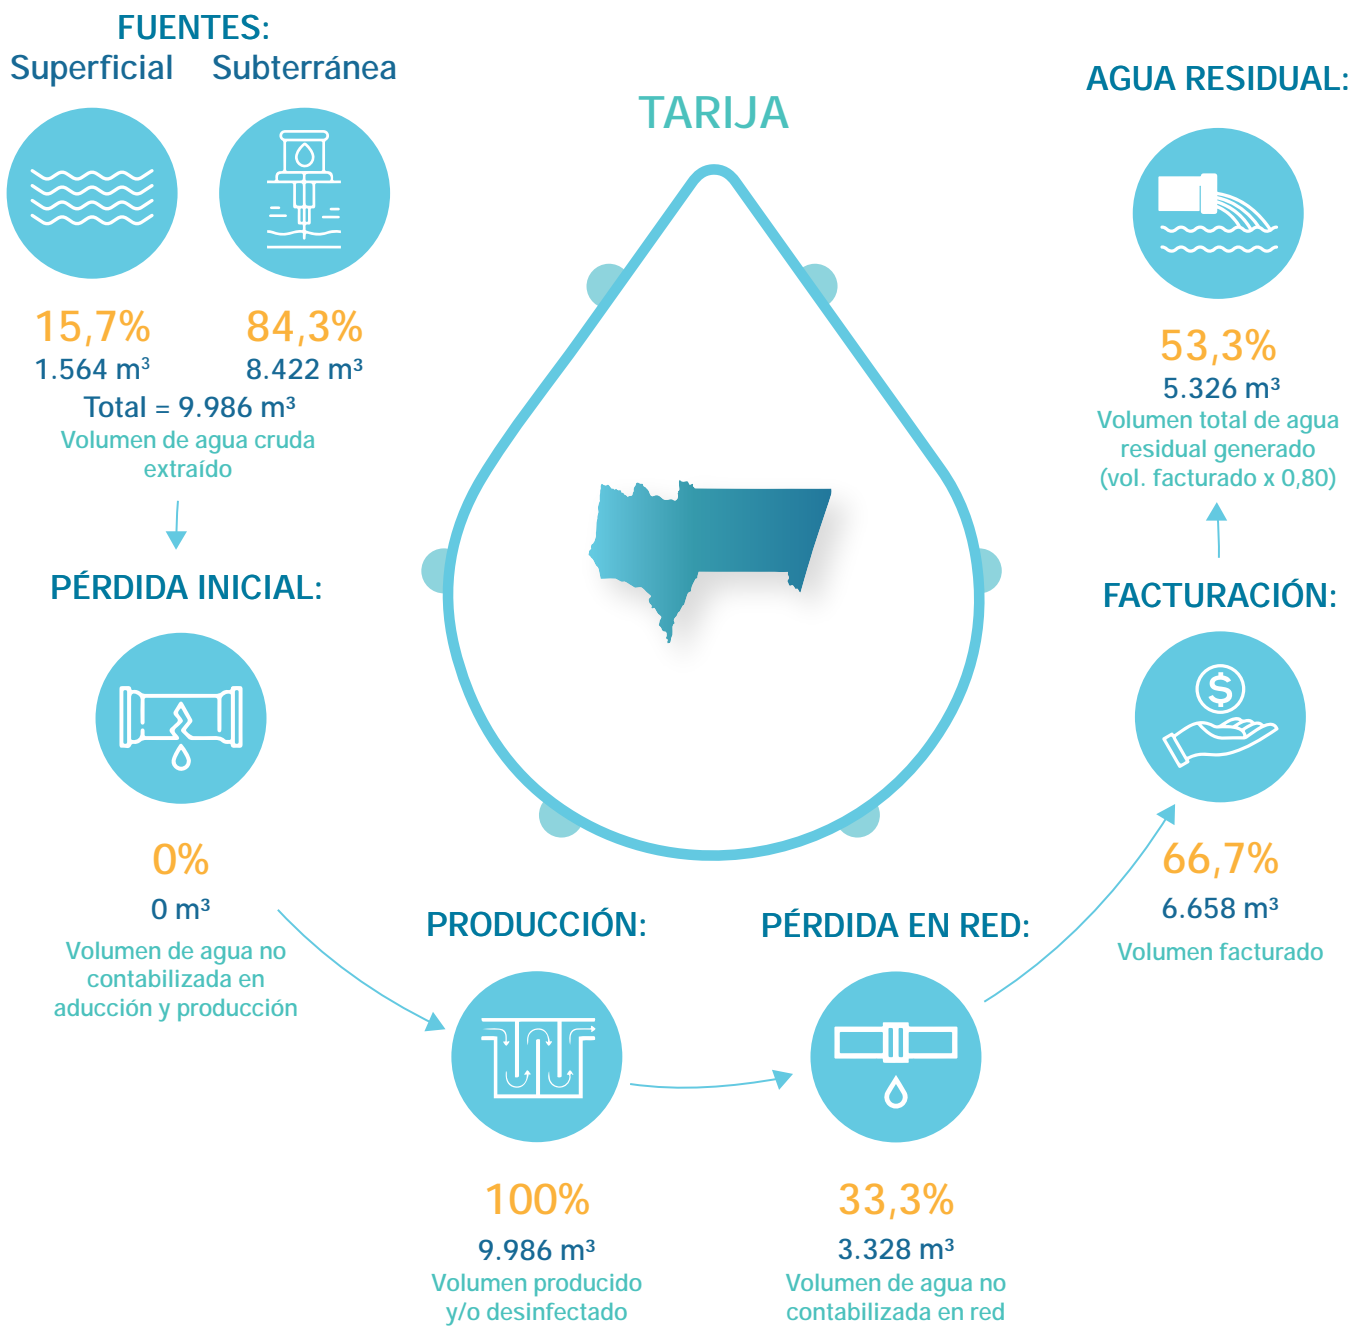 FUENTES:
Superficial Subterránea
15,7% 84,3%
1.564 m³ 8.422 m³
Total = 9.986 m³
Volumen de agua cruda
extraído
PÉRDIDA INICIAL:
0%
0 m³
Volumen de agua no
contabilizada en
aducción y producción
TARIJA
PRODUCCIÓN:
100%
9.986 m³
Volumen producido
y/o desinfectado
PÉRDIDA EN RED:
33,3%
3.328 m³
Volumen de agua no
contabilizada en red
FACTURACIÓN:
$
66,7%
6.658 m³
Volumen facturado
AGUA RESIDUAL:
53,3%
5.326 m³
Volumen total de agua
residual generado
(vol. facturado x 0,80)